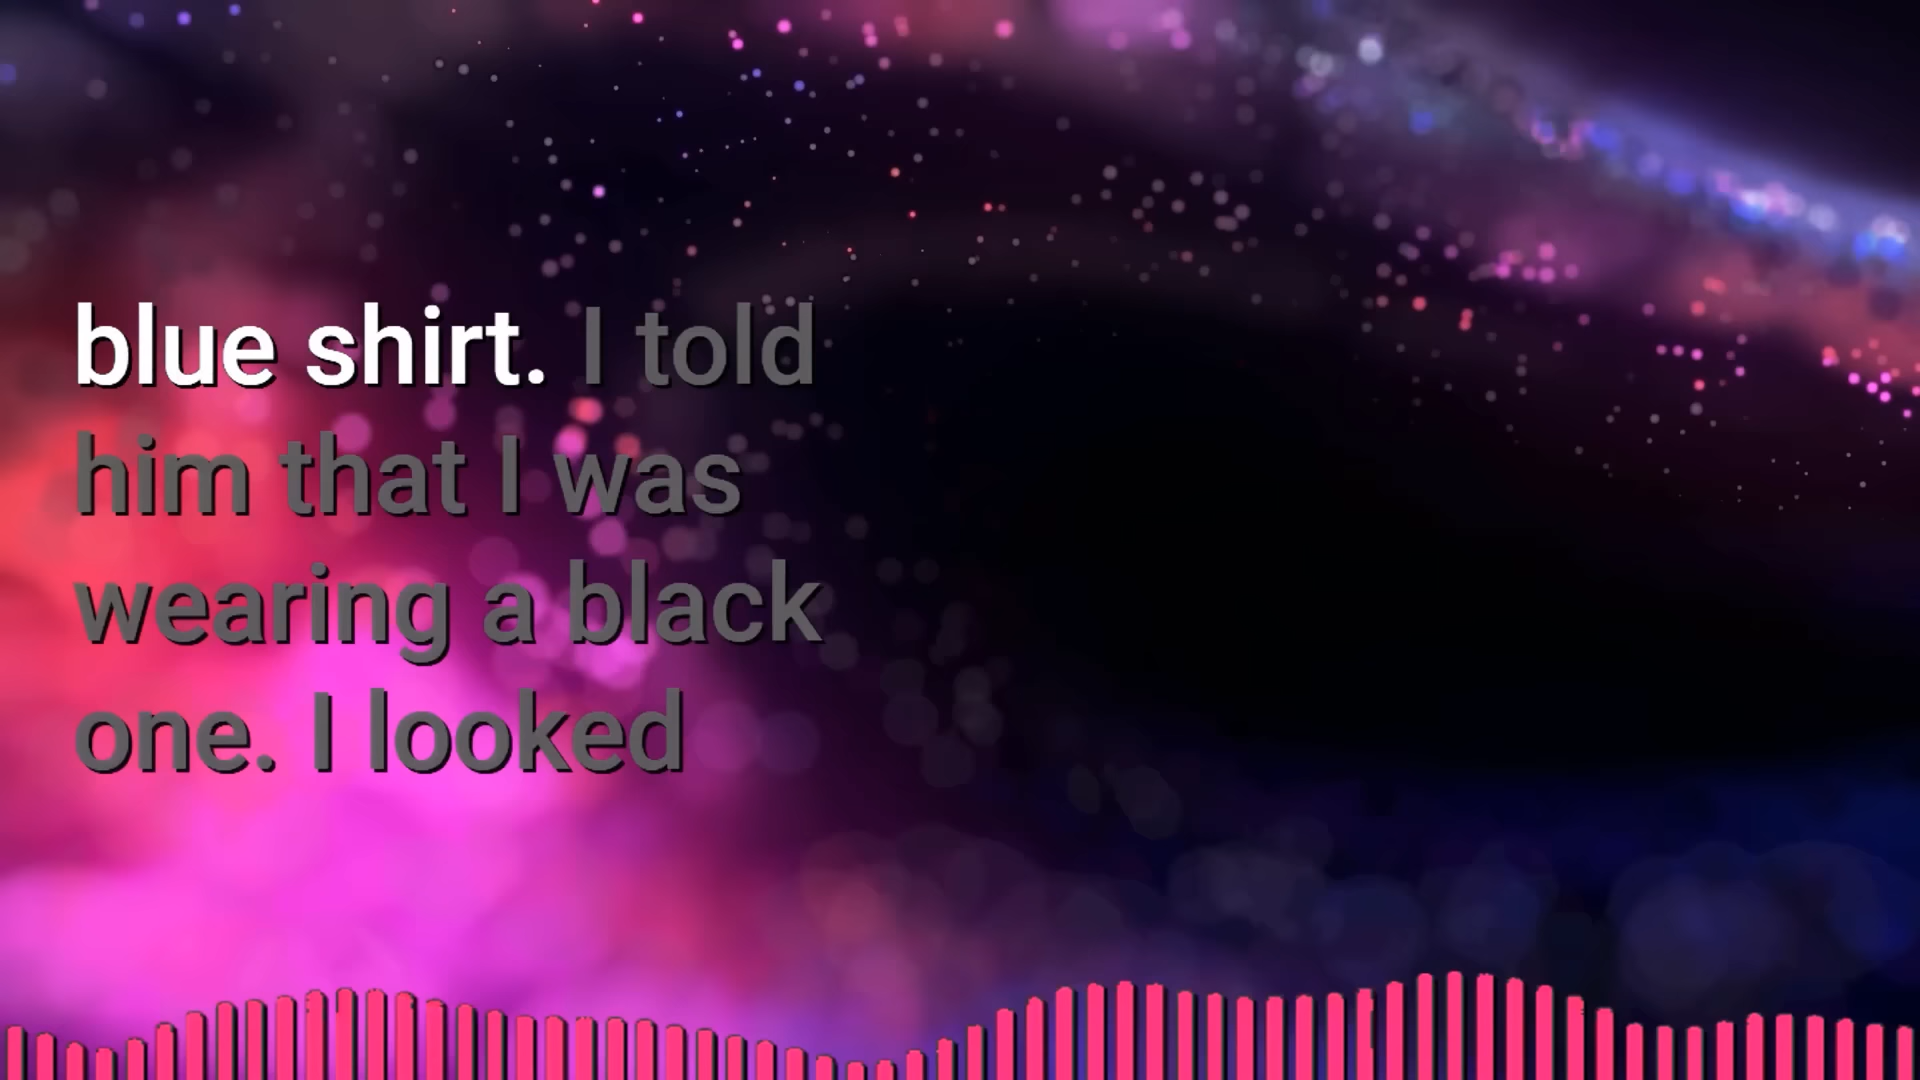 blue shirt. I told
him that I was
wearing a black
one. I looked